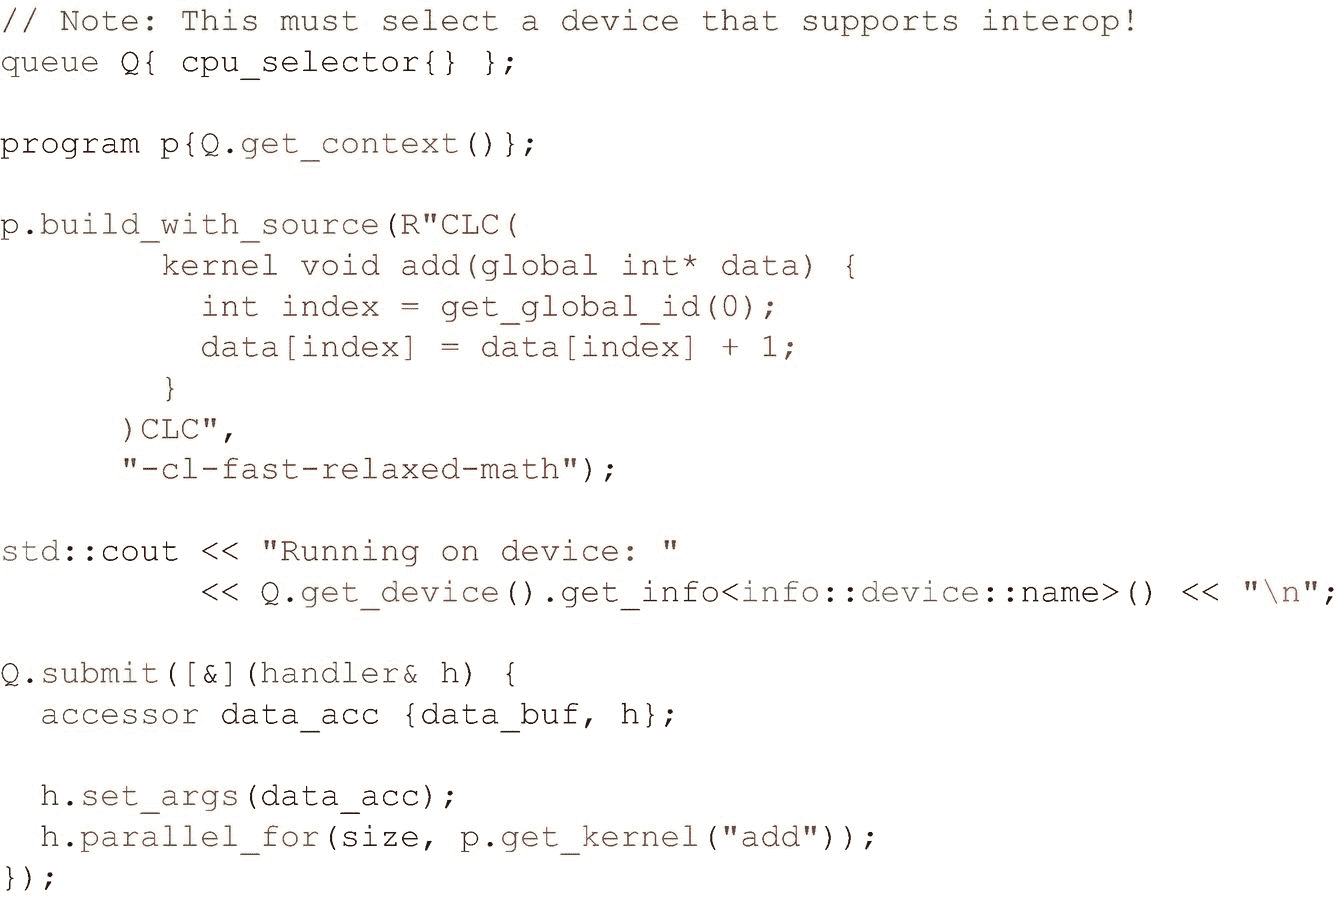 // Note: This must select a device that supports interop!
queue Q{ cpu_selector{} };

program p{Q.get_context()};

p.build_with_source(R"CLC(
        kernel void add(global int* data) {
          int index = get_global_id(0);
          data[index] = data[index] + 1;
        }
      )CLC",
      "-cl-fast-relaxed-math");

std::cout << "Running on device: "
          << Q.get_device().get_info<info::device::name>() << "\n";

Q.submit([&](handler& h) {
  accessor data_acc {data_buf, h};

  h.set_args(data_acc);
  h.parallel_for(size, p.get_kernel("add"));
});